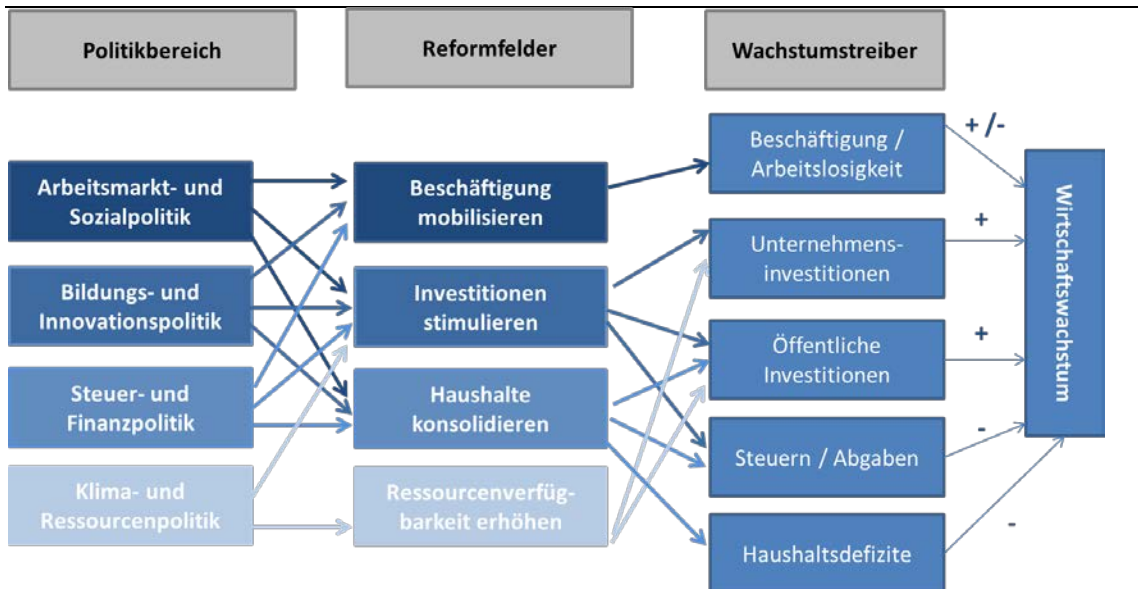 Politikbereich
Reformfelder
Wachstumstreiber
Arbeitsmarkt- und
Sozialpolitik
Bildungs- und
Innovationspolitik
Steuer- und
Finanzpolitik
Klima- und
Ressourcenpolitik
Beschäftigung
mobilisieren
Investitionen
stimulieren
Haushalte
konsolidieren
Ressourcenverfüg-
barkeit erhöhen
Beschäftigung /
Arbeitslosigkeit
Unternehmens-
investitionen
Öffentliche
Investitionen
Steuern / Abgaben
Haushaltsdefizite
+ /-
+
+
-
-
Wirtschaftswachstum